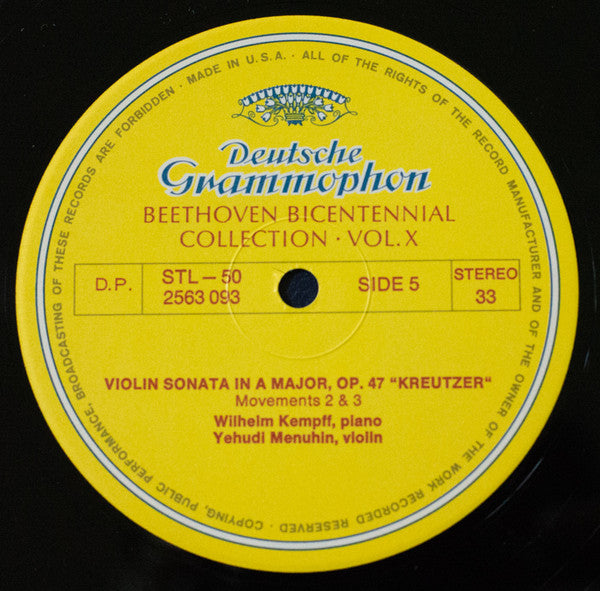 Deutsche
Grammophon
BEETHOVEN BICENTENNIAL
COLLECTION · VOL. X
D.P.
STL – 50
2563 093
SIDE 5
STEREO
33
VIOLIN SONATA IN A MAJOR, OP. 47 "KREUTZER"
Movements 2 & 3
Wilhelm Kempff, piano
Yehudi Menuhin, violin
MADE IN U.S.A. · ALL OF THE RIGHTS OF THE RECORD MANUFACTURER AND OF THE OWNER OF THE WORK RECORDED RESERVED · COPYING, PUBLIC PERFORMANCE, BROADCASTING OF THESE RECORDS ARE FORBIDDEN ·